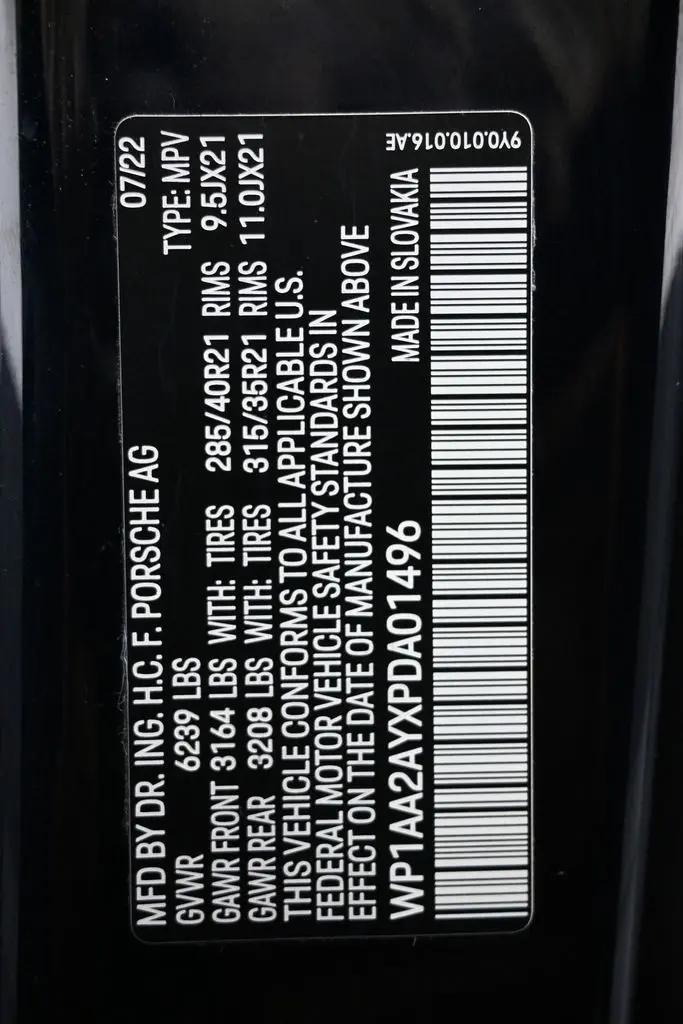 MFD BY DR. ING. H.C. F. PORSCHE AG 07/22
GVWR 6239 LBS TYPE: MPV
GAWR FRONT 3164 LBS WITH: TIRES 285/40R21 RIMS 9.5JX21
GAWR REAR 3208 LBS WITH: TIRES 315/35R21 RIMS 11.0JX21
THIS VEHICLE CONFORMS TO ALL APPLICABLE U.S.
FEDERAL MOTOR VEHICLE SAFETY STANDARDS IN
EFFECT ON THE DATE OF MANUFACTURE SHOWN ABOVE
WP1AA2AYXPDA01496 MADE IN SLOVAKIA
9Y0.010.016.AE